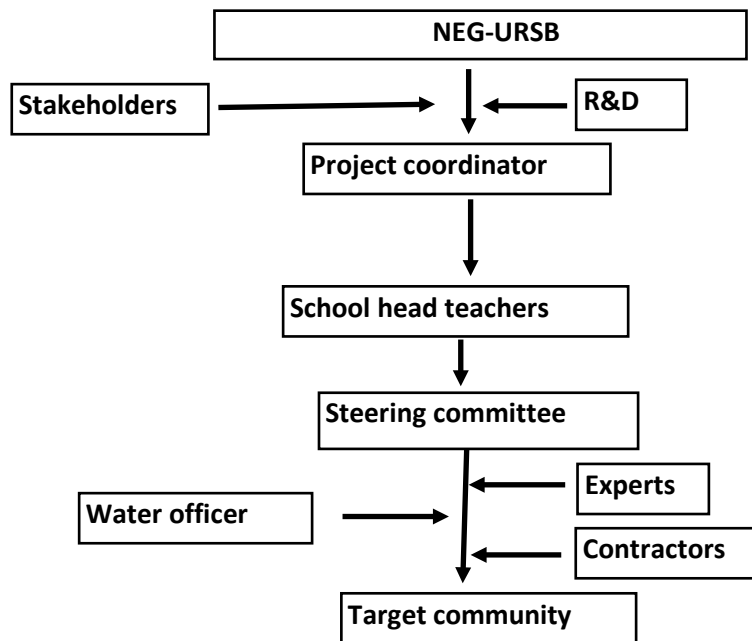 NEG-URSB
Stakeholders
R&D
Project coordinator
School head teachers
Steering committee
Experts
Water officer
Contractors
Target community